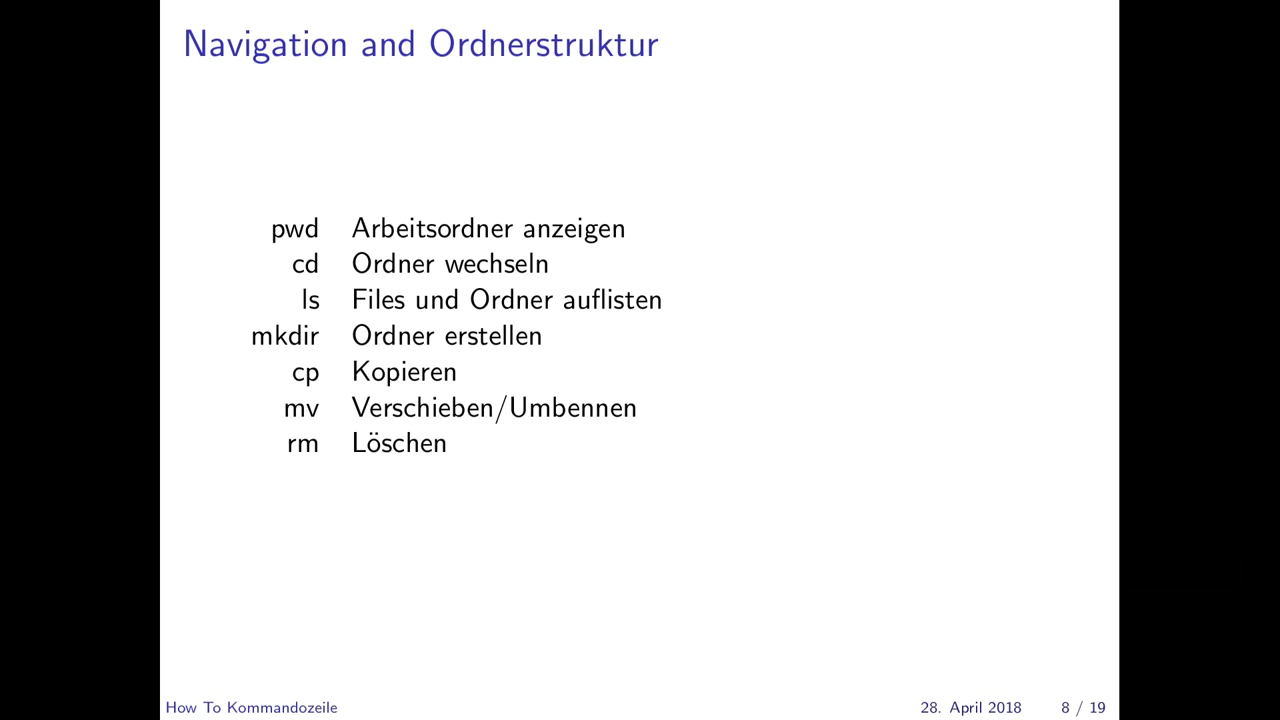 Navigation and Ordnerstruktur
pwd Arbeitsordner anzeigen
cd Ordner wechseln
ls Files und Ordner auflisten
mkdir Ordner erstellen
cp Kopieren
mv Verschieben/Umbennen
rm Löschen
How To Kommandozeile 28. April 2018 8 / 19